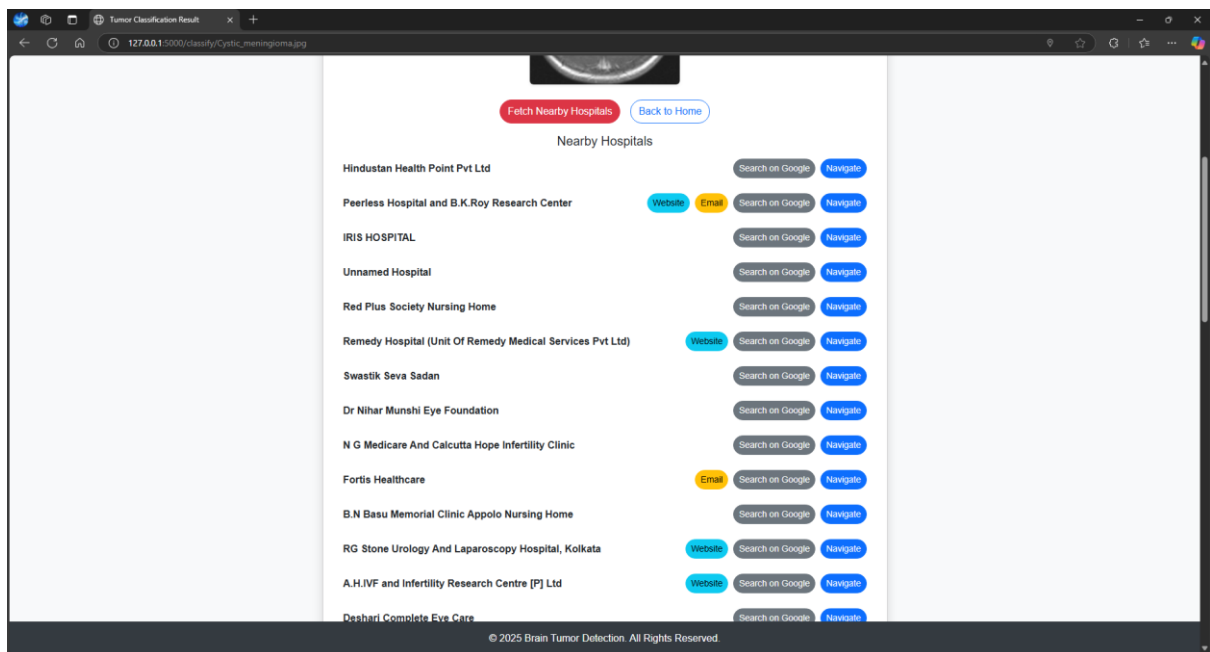 Tumor Classification Result
127.0.0.1:5000/classify/Cystic_meningioma.jpg
Fetch Nearby Hospitals Back to Home
Nearby Hospitals
Hindustan Health Point Pvt Ltd Search on Google Navigate
Peerless Hospital and B.K.Roy Research Center Website Email Search on Google Navigate
IRIS HOSPITAL Search on Google Navigate
Unnamed Hospital Search on Google Navigate
Red Plus Society Nursing Home Search on Google Navigate
Remedy Hospital (Unit Of Remedy Medical Services Pvt Ltd) Website Search on Google Navigate
Swastik Seva Sadan Search on Google Navigate
Dr Nihar Munshi Eye Foundation Search on Google Navigate
N G Medicare And Calcutta Hope Infertility Clinic Search on Google Navigate
Fortis Healthcare Email Search on Google Navigate
B.N Basu Memorial Clinic Appolo Nursing Home Search on Google Navigate
RG Stone Urology And Laparoscopy Hospital, Kolkata Website Search on Google Navigate
A.H.IVF and Infertility Research Centre [P] Ltd Website Search on Google Navigate
Deshari Complete Eye Care Search on Google Navigate
© 2025 Brain Tumor Detection. All Rights Reserved.